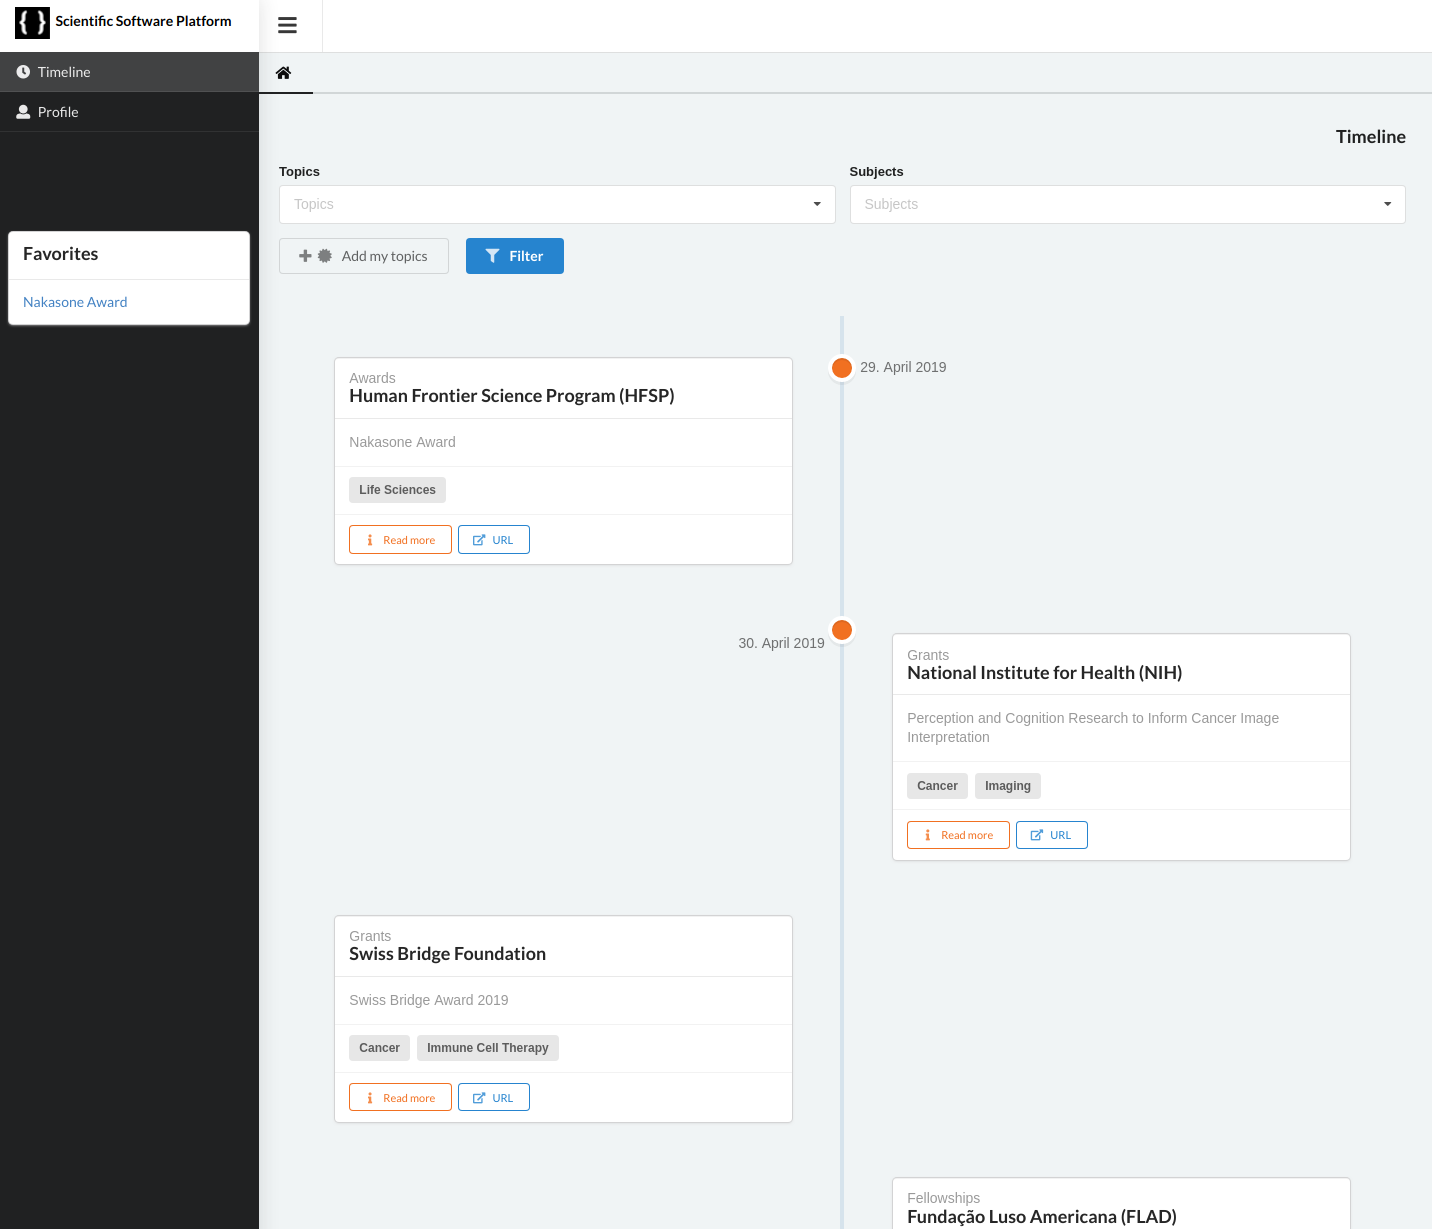 Scientific Software Platform
Timeline
Profile
Favorites
Nakasone Award
Timeline
Topics
Subjects
Topics
Subjects
Add my topics
Filter
29. April 2019
Awards
Human Frontier Science Program (HFSP)
Nakasone Award
Life Sciences
Read more
URL
30. April 2019
Grants
National Institute for Health (NIH)
Perception and Cognition Research to Inform Cancer Image
Interpretation
Cancer
Imaging
Read more
URL
Grants
Swiss Bridge Foundation
Swiss Bridge Award 2019
Cancer
Immune Cell Therapy
Read more
URL
Fellowships
Fundação Luso Americana (FLAD)